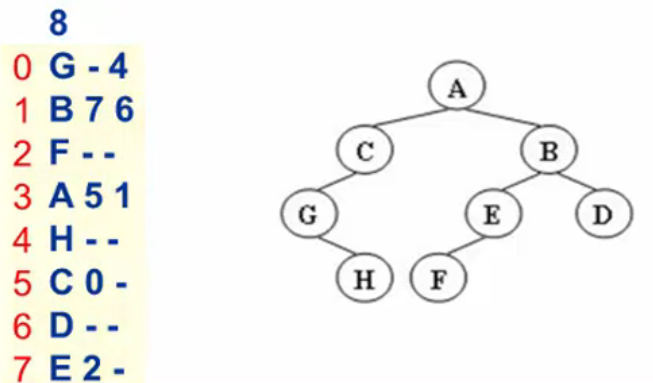 8
0 G - 4
1 B 7 6
2 F - -
3 A 5 1
4 H - -
5 C 0 -
6 D - -
7 E 2 -
A
C B
G E D
H F